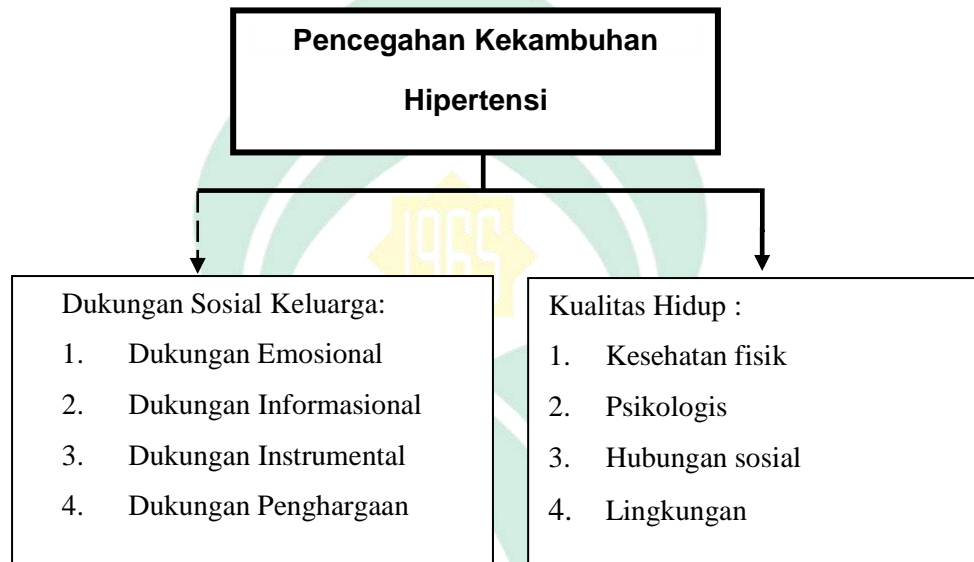 Pencegahan Kekambuhan
Hipertensi
1965
Dukungan Sosial Keluarga:
1. Dukungan Emosional
2. Dukungan Informasional
3. Dukungan Instrumental
4. Dukungan Penghargaan
Kualitas Hidup :
1. Kesehatan fisik
2. Psikologis
3. Hubungan sosial
4. Lingkungan